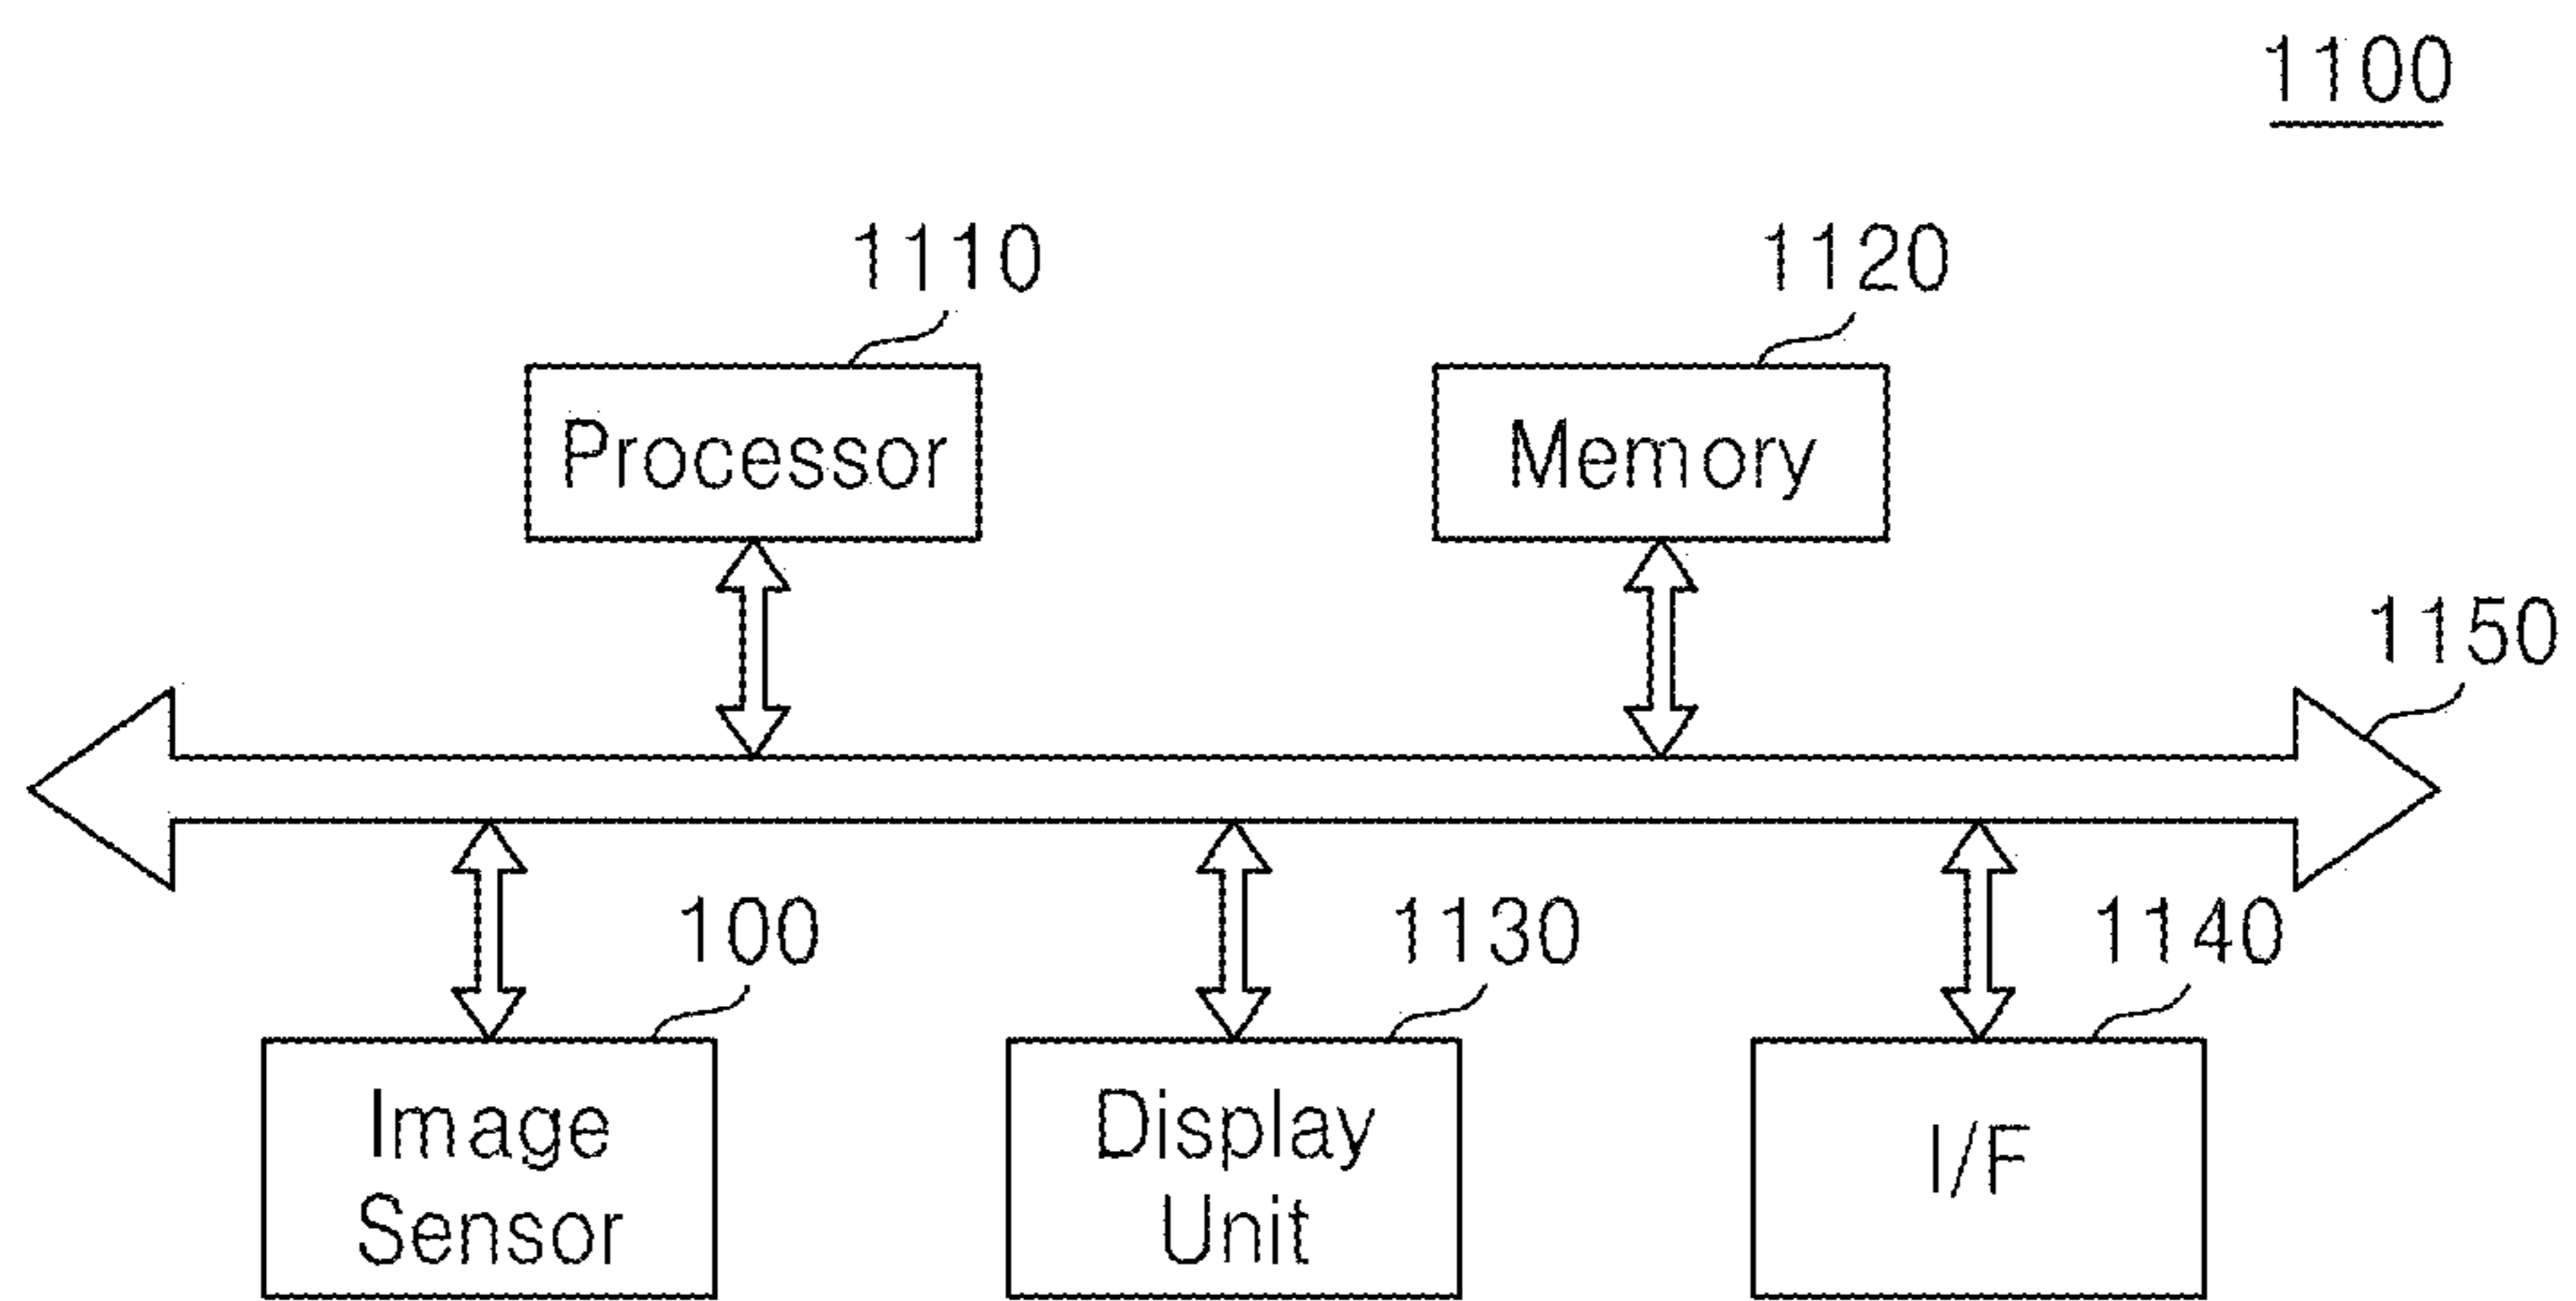 1100
1110
1120
Processor
Memory
1150
100
1130
1140
Image
Sensor
Display
Unit
I/F